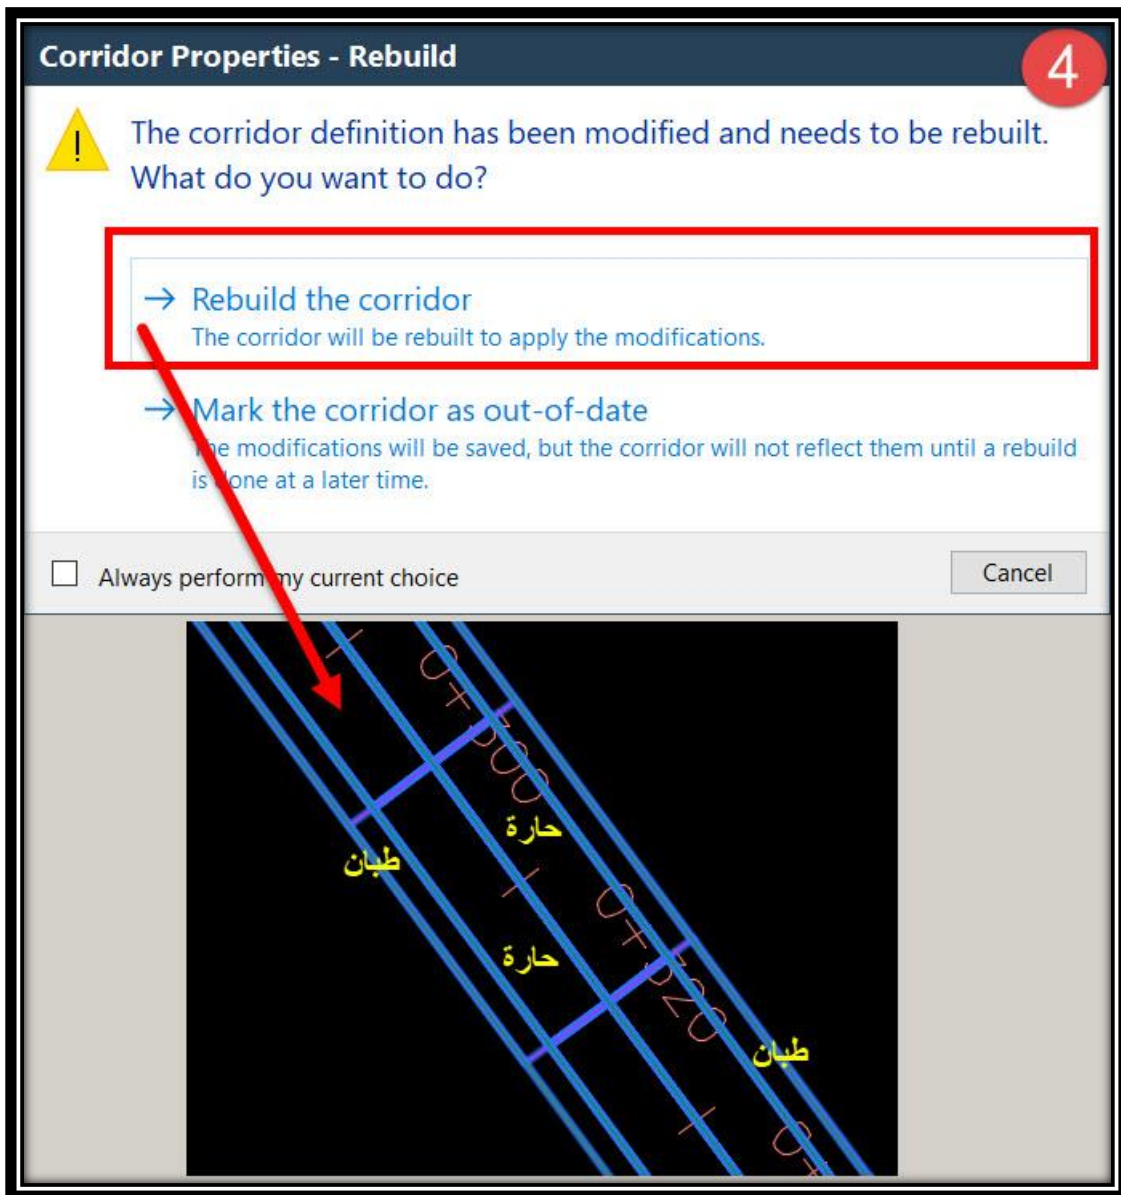 Corridor Properties - Rebuild
4
The corridor definition has been modified and needs to be rebuilt.
What do you want to do?
→ Rebuild the corridor
The corridor will be rebuilt to apply the modifications.
→ Mark the corridor as out-of-date
The modifications will be saved, but the corridor will not reflect them until a rebuild
is done at a later time.
Always perform my current choice
Cancel
0+300
حارة
طبان
حارة
0+320
طبان
0+